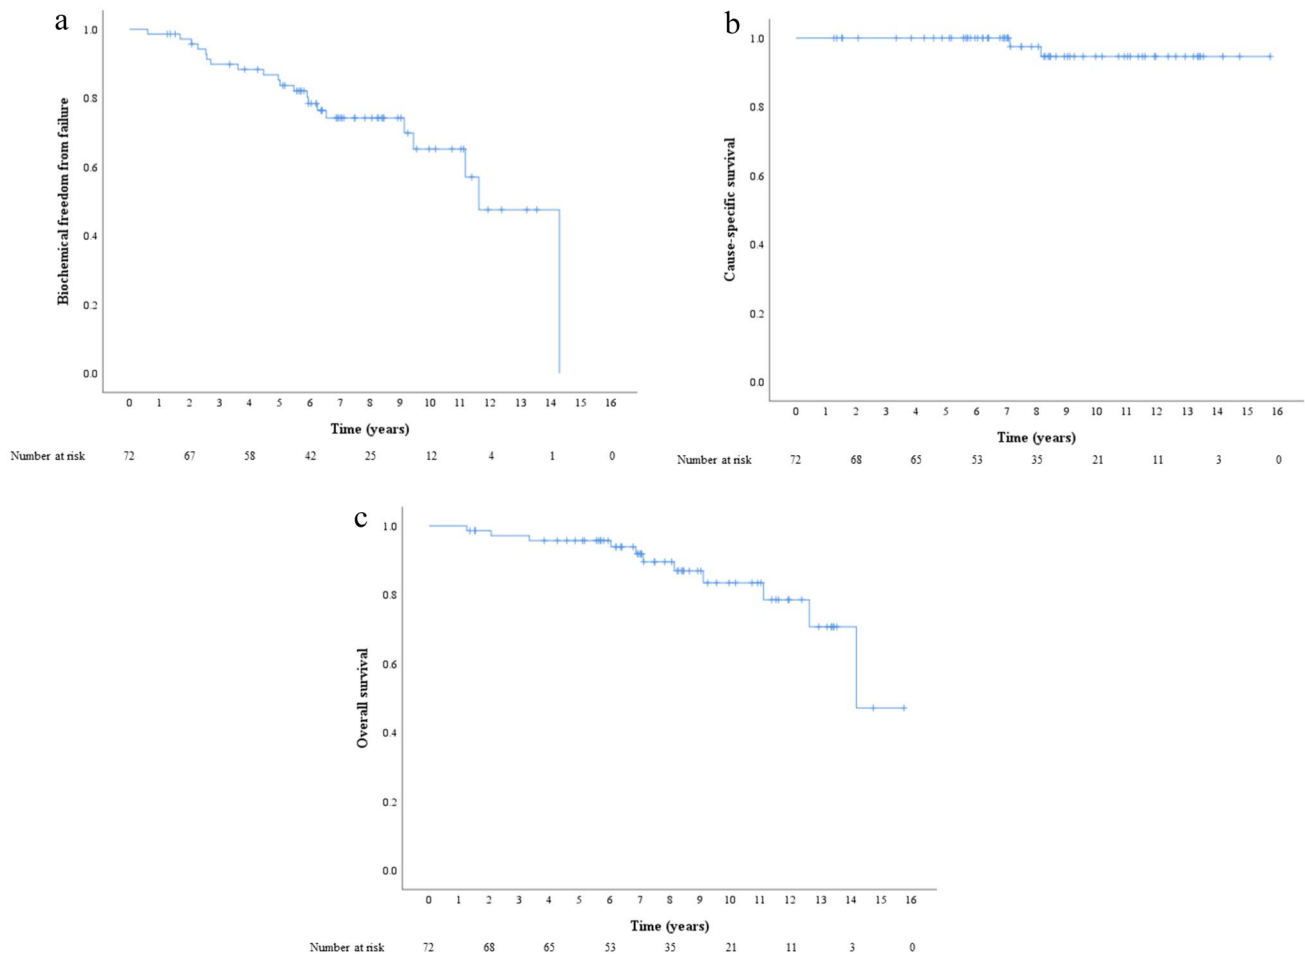 a
Biochemical freedom from failure
1.0
0.8
0.6
0.4
0.2
0.0
0 1 2 3 4 5 6 7 8 9 10 11 12 13 14 15 16
Time (years)
Number at risk 72 67 58 42 25 12 4 1 0
b
Cause-specific survival
1.0
0.8
0.6
0.4
0.2
0.0
0 1 2 3 4 5 6 7 8 9 10 11 12 13 14 15 16
Time (years)
Number at risk 72 68 65 53 35 21 11 3 0
c
Overall survival
1.0
0.8
0.6
0.4
0.2
0.0
0 1 2 3 4 5 6 7 8 9 10 11 12 13 14 15 16
Time (years)
Number at risk 72 68 65 53 35 21 11 3 0